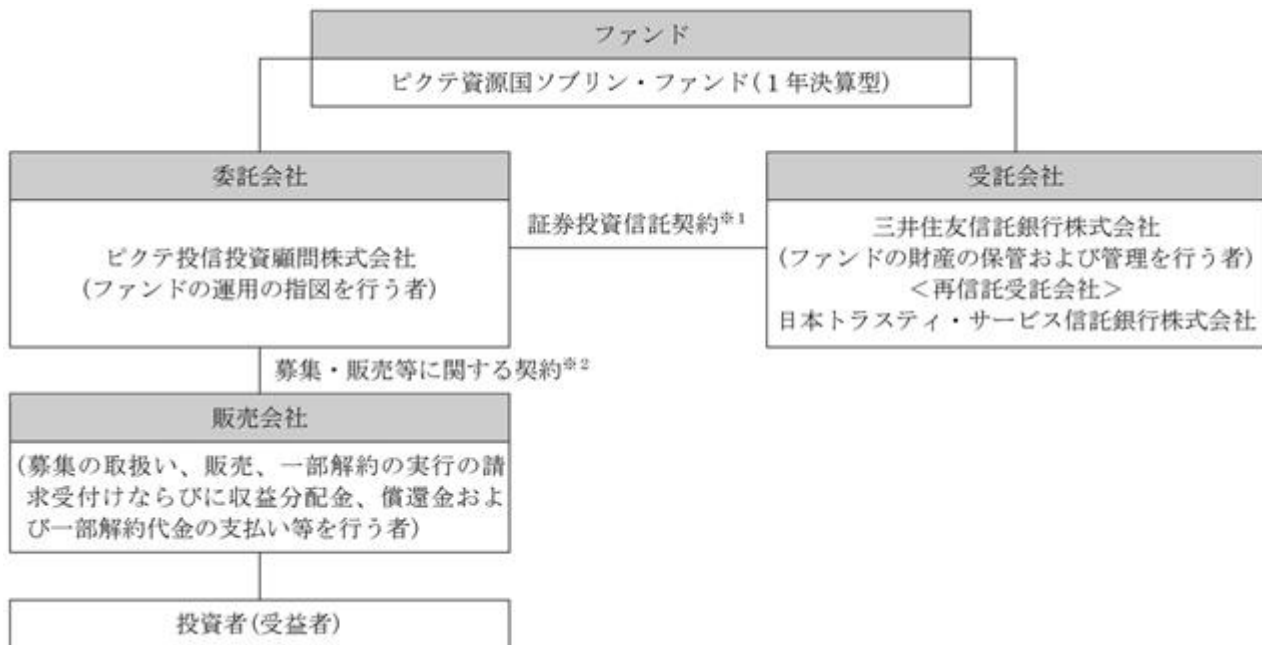 ファンド
ピクテ資源国ソブリン・ファンド(1年決算型)
委託会社
ピクテ投信投資顧問株式会社
(ファンドの運用の指図を行う者)
証券投資信託契約※1
受託会社
三井住友信託銀行株式会社
(ファンドの財産の保管および管理を行う者)
<再信託受託会社>
日本トラスティ・サービス信託銀行株式会社
募集・販売等に関する契約※2
販売会社
(募集の取扱い、販売、一部解約の実行の請
求受付けならびに収益分配金、償還金およ
び一部解約代金の支払い等を行う者)
投資者(受益者)